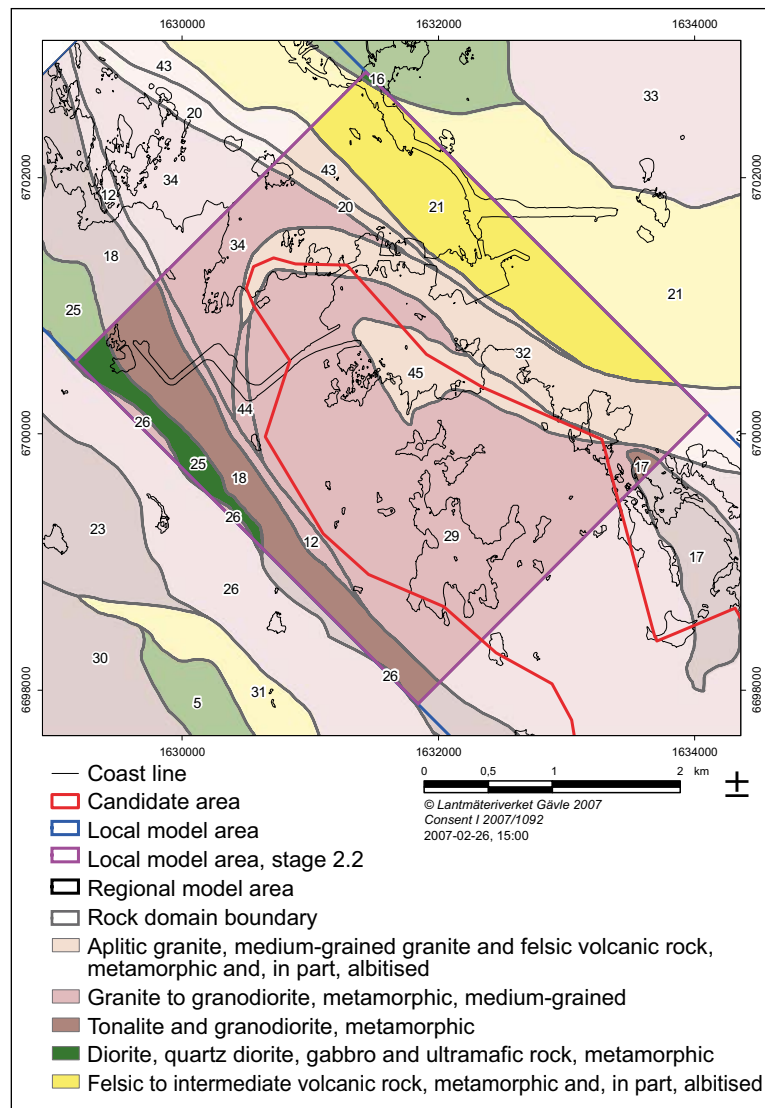 1630000 1632000 1634000
43
16
33
20
6702000
34
43
6702000
12
20
21
34
18
21
25
32
45
44
6700000
26
6700000
17
25
18
23
26
12
29
17
26
30
26
31
5
6698000
6698000
1630000 1632000 1634000
Coast line
Candidate area
Local model area
Local model area, stage 2.2
Regional model area
Rock domain boundary
Aplitic granite, medium-grained granite and felsic volcanic rock,
metamorphic and, in part, albitised
Granite to granodiorite, metamorphic, medium-grained
Tonalite and granodiorite, metamorphic
Diorite, quartz diorite, gabbro and ultramafic rock, metamorphic
Felsic to intermediate volcanic rock, metamorphic and, in part, albitised
0 0,5 1 2 km
© Lantmäteriverket Gävle 2007
Consent I 2007/1092
2007-02-26, 15:00